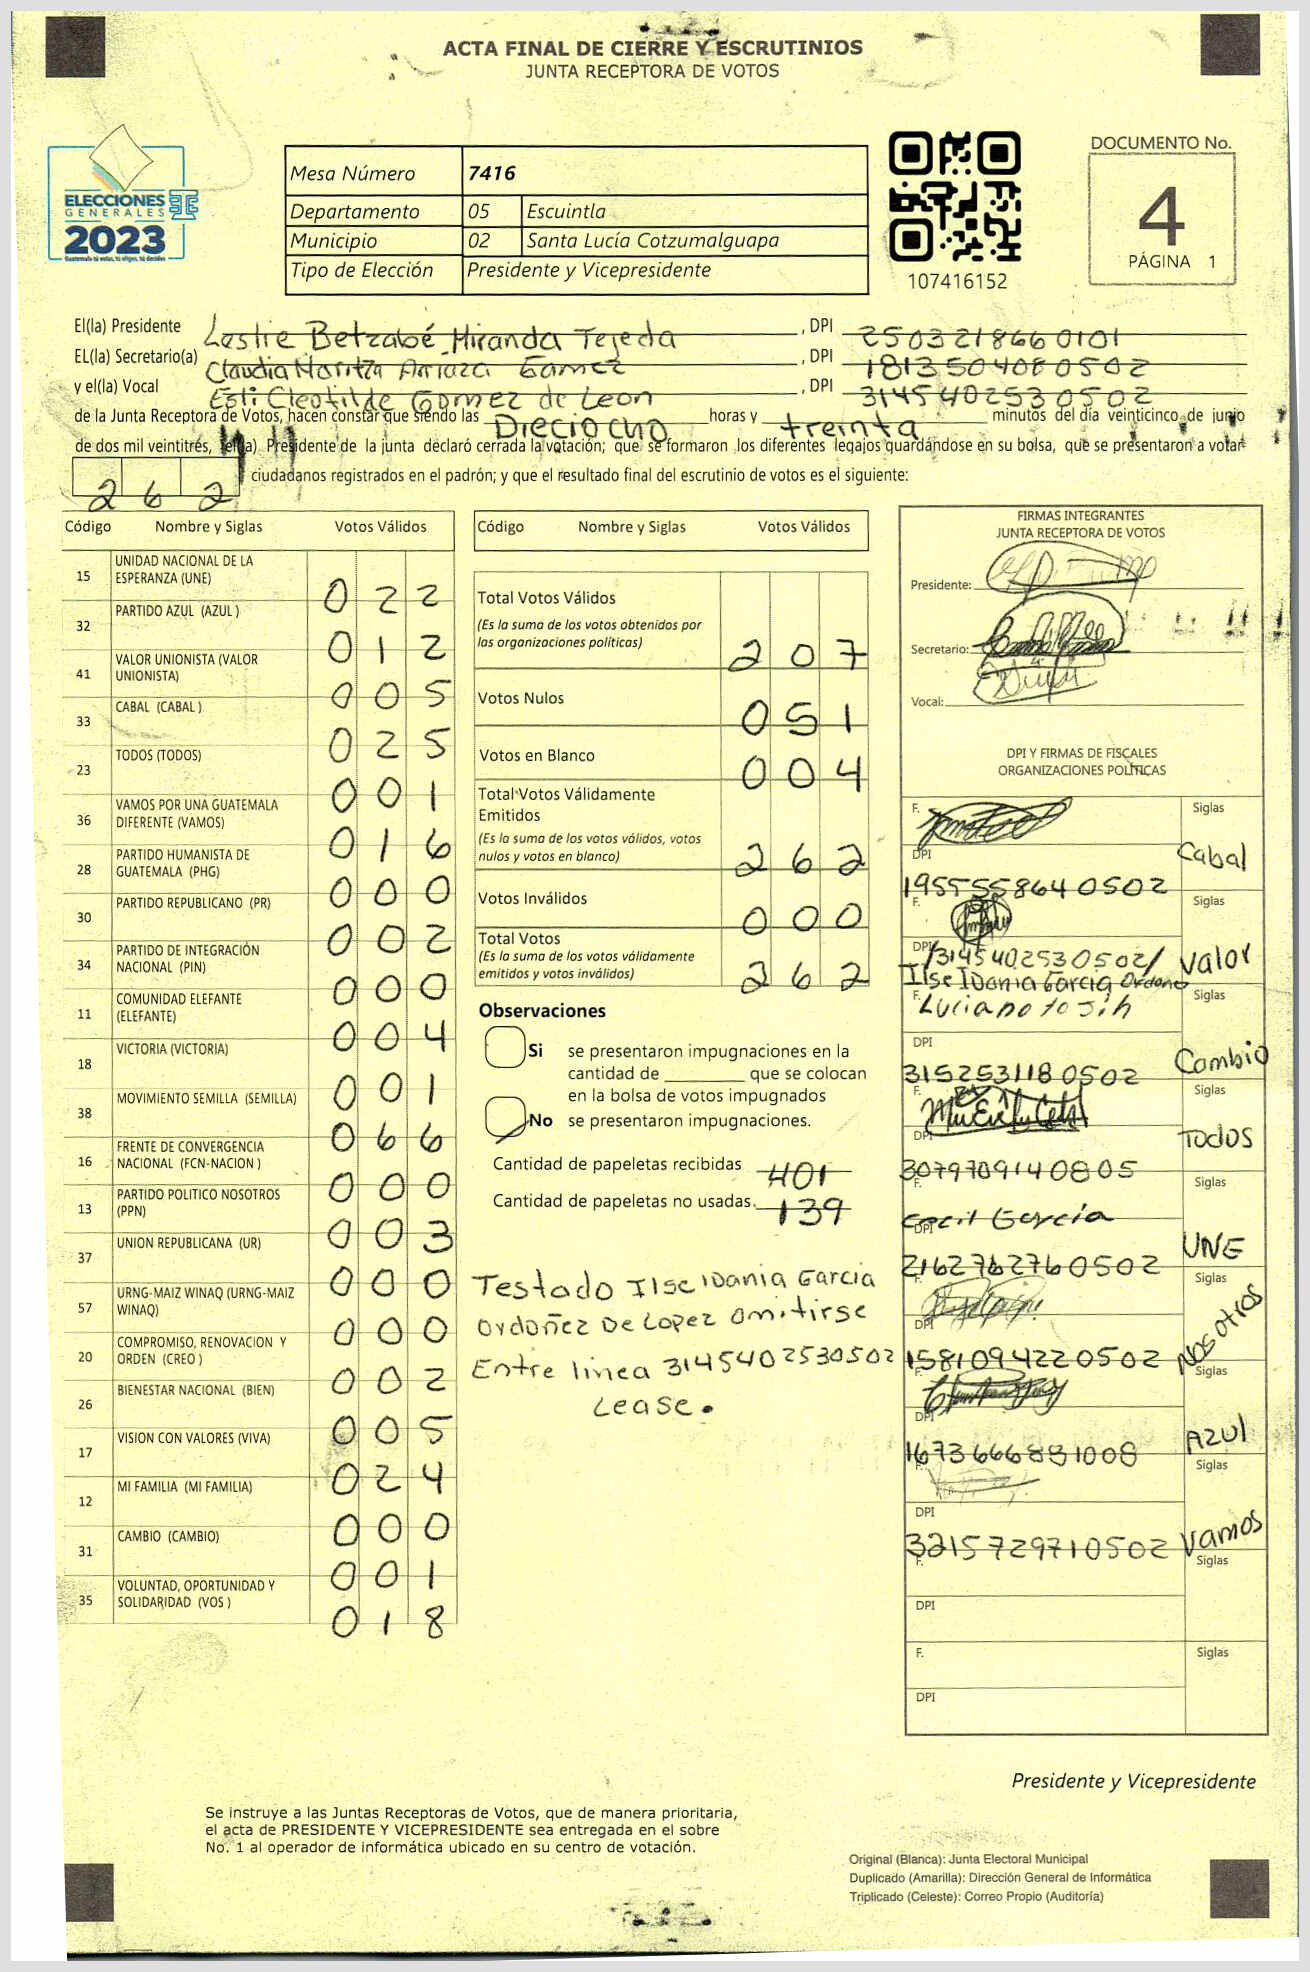 ACTA FINAL DE CIERRE Y ESCRUTINIOS
JUNTA RECEPTORA DE VOTOS
ELECCIONES
GENERALES
2023
Guatemala tú votas, tú eliges, tú decides
Mesa Número 7416
Departamento 05 Escuintla
Municipio 02 Santa Lucía Cotzumalguapa
Tipo de Elección Presidente y Vicepresidente
107416152
DOCUMENTO No.
4
PÁGINA 1
El(la) Presidente Leslie Betzabé Miranda Tejeda , DPI 2503218660101
EL(la) Secretario(a) Claudia Maritza Arriaza Gamez , DPI 1813504080502
y el(la) Vocal Esli Cleotilde Gomez de Leon , DPI 3145402530502
de la Junta Receptora de Votos, hacen constar que siendo las Dieciocho horas y treinta minutos del día veinticinco de junio
de dos mil veintitrés, el(la) Presidente de la junta declaró cerrada la votación; que se formaron los diferentes legajos guardándose en su bolsa, que se presentaron a votar
262 ciudadanos registrados en el padrón; y que el resultado final del escrutinio de votos es el siguiente:
Código Nombre y Siglas Votos Válidos
15 UNIDAD NACIONAL DE LA
ESPERANZA (UNE) 022
32 PARTIDO AZUL (AZUL ) 012
41 VALOR UNIONISTA (VALOR
UNIONISTA) 005
33 CABAL (CABAL ) 025
23 TODOS (TODOS) 001
36 VAMOS POR UNA GUATEMALA
DIFERENTE (VAMOS) 016
28 PARTIDO HUMANISTA DE
GUATEMALA (PHG) 000
30 PARTIDO REPUBLICANO (PR) 002
34 PARTIDO DE INTEGRACIÓN
NACIONAL (PIN) 000
11 COMUNIDAD ELEFANTE
(ELEFANTE) 004
18 VICTORIA (VICTORIA) 001
38 MOVIMIENTO SEMILLA (SEMILLA) 066
16 FRENTE DE CONVERGENCIA
NACIONAL (FCN-NACION ) 000
13 PARTIDO POLITICO NOSOTROS
(PPN) 003
37 UNION REPUBLICANA (UR) 000
57 URNG-MAIZ WINAQ (URNG-MAIZ
WINAQ) 000
20 COMPROMISO, RENOVACION Y
ORDEN (CREO ) 002
26 BIENESTAR NACIONAL (BIEN) 005
17 VISION CON VALORES (VIVA) 024
12 MI FAMILIA (MI FAMILIA) 000
31 CAMBIO (CAMBIO) 001
35 VOLUNTAD, OPORTUNIDAD Y
SOLIDARIDAD (VOS ) 018
Código Nombre y Siglas Votos Válidos
Total Votos Válidos
(Es la suma de los votos obtenidos por
las organizaciones políticas) 207
Votos Nulos 051
Votos en Blanco 004
Total Votos Válidamente
Emitidos
(Es la suma de los votos válidos, votos
nulos y votos en blanco) 262
Votos Inválidos 000
Total Votos
(Es la suma de los votos válidamente
emitidos y votos inválidos) 262
Observaciones
Si se presentaron impugnaciones en la
cantidad de ________ que se colocan
en la bolsa de votos impugnados
No se presentaron impugnaciones.
Cantidad de papeletas recibidas 401
Cantidad de papeletas no usadas. 139
Testado Ilse Idania Garcia
Ordoñez De Lopez omitirse
Entre linea 3145402530502
Lease.
FIRMAS INTEGRANTES
JUNTA RECEPTORA DE VOTOS
Presidente:
Secretario:
Vocal:
DPI Y FIRMAS DE FISCALES
ORGANIZACIONES POLÍTICAS
F. Siglas
DPI Cabal
1955558640502
F. Siglas
DPI /3145402530502/ Valor
Ilse Idania Garcia Ordoñe
F. Luciano Siglas
DPI Cambio
3152531180502
F. Siglas
DPI Todos
3079709140805
F. Siglas
Garcia
DPI UNE
2162762760502
F. Siglas
DPI Nosotros
1581094220502
F. Siglas
DPI Azul
1673666881008
F. Siglas
DPI
3215729710502 Vamos
F. Siglas
DPI
F. Siglas
DPI
Presidente y Vicepresidente
Se instruye a las Juntas Receptoras de Votos, que de manera prioritaria,
el acta de PRESIDENTE Y VICEPRESIDENTE sea entregada en el sobre
No. 1 al operador de informática ubicado en su centro de votación.
Original (Blanca): Junta Electoral Municipal
Duplicado (Amarilla): Dirección General de Informática
Triplicado (Celeste): Correo Propio (Auditoría)